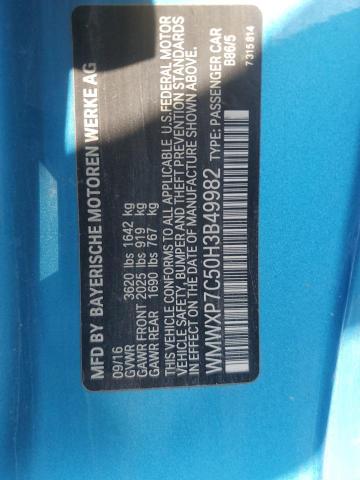 MFD BY BAYERISCHE MOTOREN WERKE AG
09/16
GVWR 3620 lbs 1642 kg
GAWR FRONT 2025 lbs 919 kg
GAWR REAR 1690 lbs 767 kg
THIS VEHICLE CONFORMS TO ALL APPLICABLE U.S. FEDERAL MOTOR
VEHICLE SAFETY, BUMPER AND THEFT PREVENTION STANDARDS
IN EFFECT ON THE DATE OF MANUFACTURE SHOWN ABOVE.
WMWXP7C50H3B49982 TYPE: PASSENGER CAR
B86/5
7 315 814